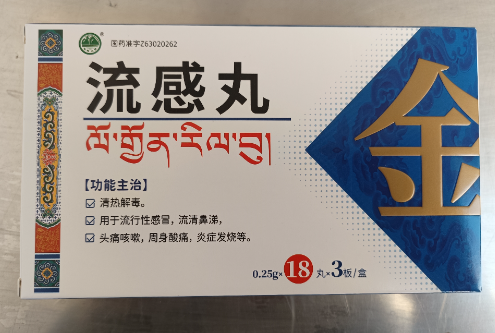 国药准字Z63020262
流感丸
ལོ་གྱོན་རིལ་བུ།
【功能主治】
清热解毒。
用于流行性感冒，流清鼻涕，
头痛咳嗽，周身酸痛，炎症发烧等。
0.25g×18丸×3板/盒
金